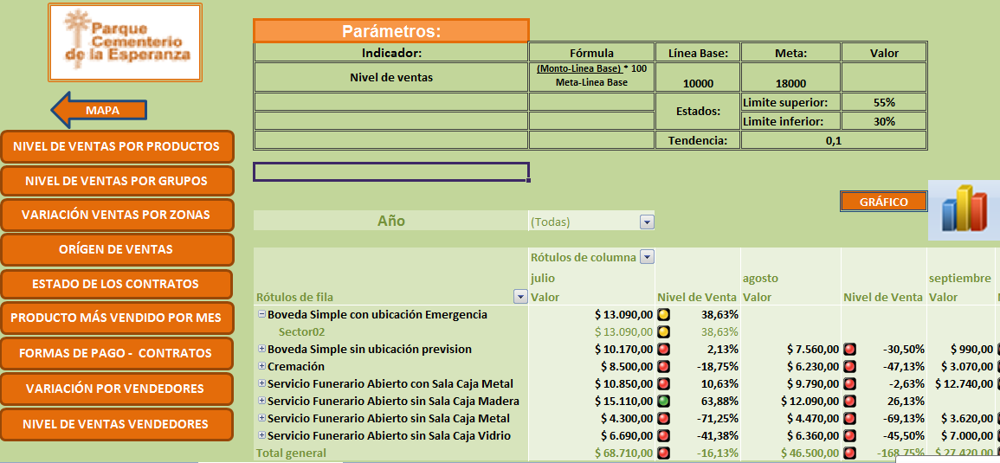 Parque
Cementerio
de la Esperanza
MAPA
NIVEL DE VENTAS POR PRODUCTOS
NIVEL DE VENTAS POR GRUPOS
VARIACIÓN VENTAS POR ZONAS
ORÍGEN DE VENTAS
ESTADO DE LOS CONTRATOS
PRODUCTO MÁS VENDIDO POR MES
FORMAS DE PAGO - CONTRATOS
VARIACIÓN POR VENDEDORES
NIVEL DE VENTAS VENDEDORES
Parámetros:
Indicador: Fórmula Línea Base: Meta: Valor
Nivel de ventas (Monto-Linea Base) * 100
Meta-Linea Base 10000 18000
Estados: Limite superior: 55%
Limite inferior: 30%
Tendencia: 0,1
GRÁFICO
Año (Todas)
Rótulos de columna
julio agosto septiembre
Rótulos de fila Valor Nivel de Venta Valor Nivel de Venta Valor
Boveda Simple con ubicación Emergencia $ 13.090,00 38,63%
Sector02 $ 13.090,00 38,63%
Boveda Simple sin ubicación prevision $ 10.170,00 2,13% $ 7.560,00 -30,50% $ 990,00
Cremación $ 8.500,00 -18,75% $ 6.230,00 -47,13% $ 3.070,00
Servicio Funerario Abierto con Sala Caja Metal $ 10.850,00 10,63% $ 9.790,00 -2,63% $ 12.740,00
Servicio Funerario Abierto sin Sala Caja Madera $ 15.110,00 63,88% $ 12.090,00 26,13%
Servicio Funerario Abierto sin Sala Caja Metal $ 4.300,00 -71,25% $ 4.470,00 -69,13% $ 3.620,00
Servicio Funerario Abierto sin Sala Caja Vidrio $ 6.690,00 -41,38% $ 6.360,00 -45,50% $ 7.000,00
Total general $ 68.710,00 -16,13% $ 46.500,00 -168,75% $ 27.420,00